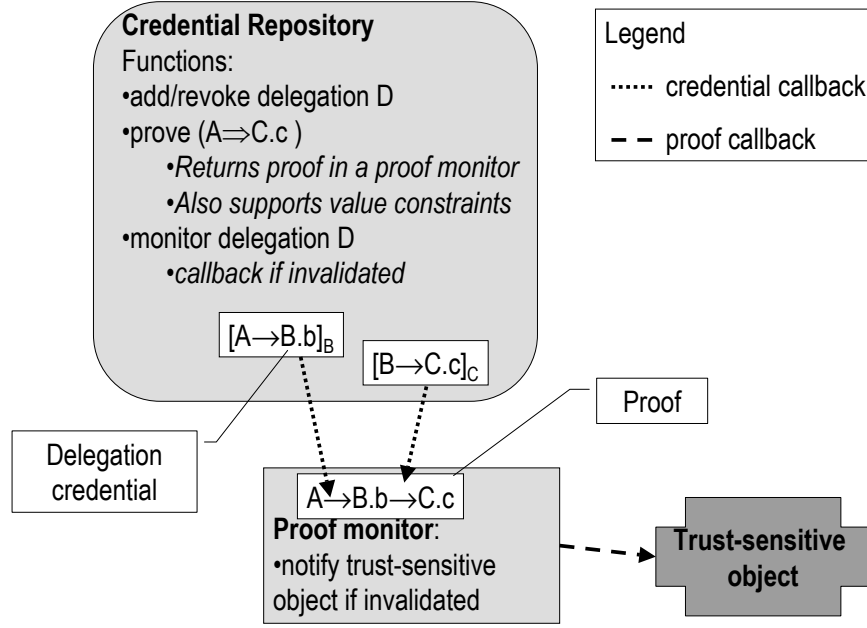 Credential Repository
Functions:
•add/revoke delegation D
•prove (A⇒C.c )
•Returns proof in a proof monitor
•Also supports value constraints
•monitor delegation D
•callback if invalidated
[A→B.b]B
[B→C.c]C
Legend
credential callback
proof callback
Delegation
credential
Proof
A→B.b→C.c
Proof monitor:
•notify trust-sensitive
object if invalidated
Trust-sensitive
object